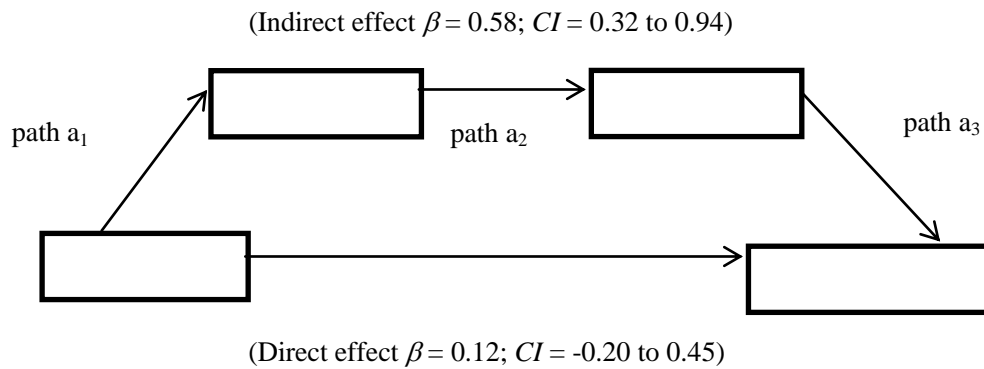 (Indirect effect β = 0.58; CI = 0.32 to 0.94)
path a₁
path a₂
path a₃
(Direct effect β = 0.12; CI = -0.20 to 0.45)